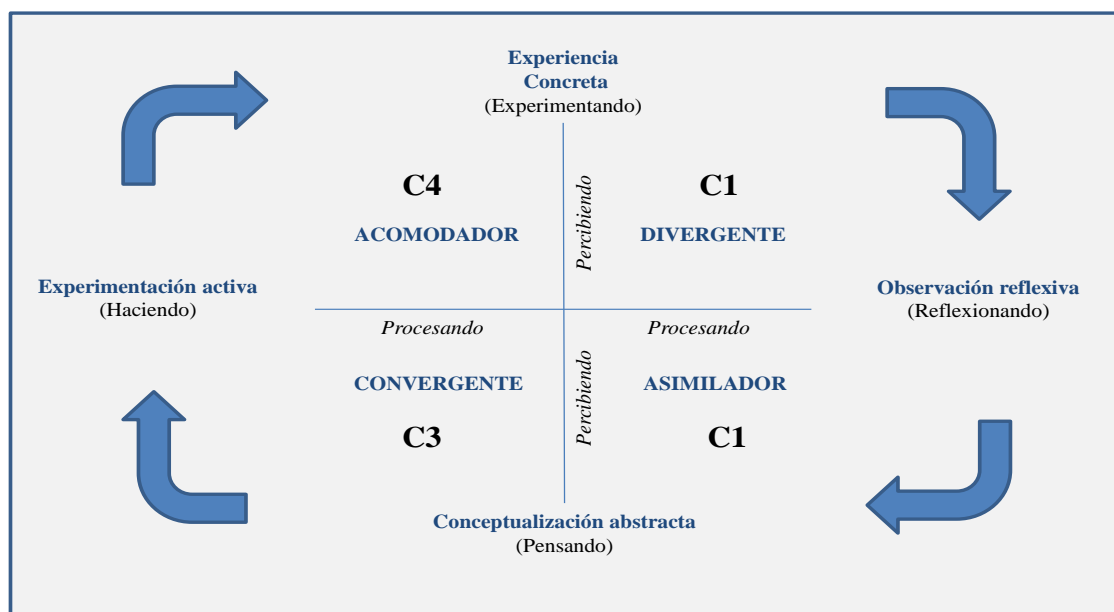 Experiencia
Concreta
(Experimentando)
C4
C1
Percibiendo
ACOMODADOR
DIVERGENTE
Experimentación activa
(Haciendo)
Observación reflexiva
(Reflexionando)
Procesando
Procesando
CONVERGENTE
Percibiendo
ASIMILADOR
C3
C1
Conceptualización abstracta
(Pensando)